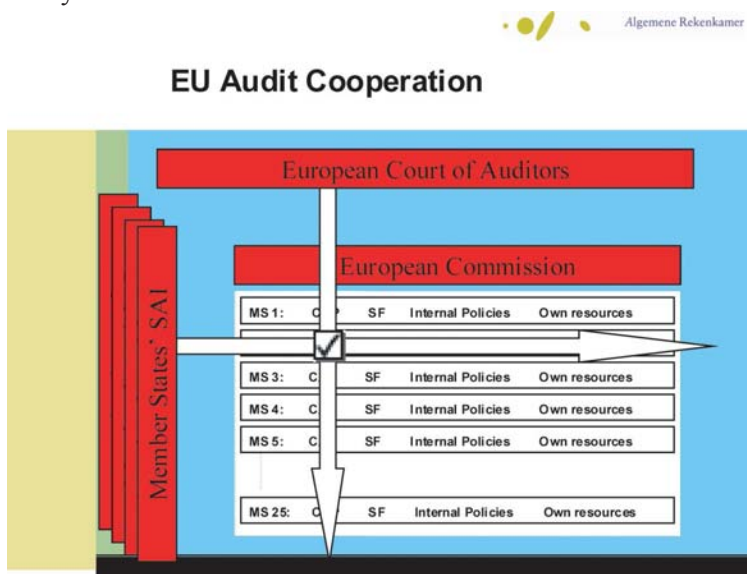 Algemene Rekenkamer
EU Audit Cooperation
European Court of Auditors
European Commission
Member States' SAI
MS 1: SF Internal Policies Own resources
MS 3: SF Internal Policies Own resources
MS 4: SF Internal Policies Own resources
MS 5: SF Internal Policies Own resources
MS 25: SF Internal Policies Own resources